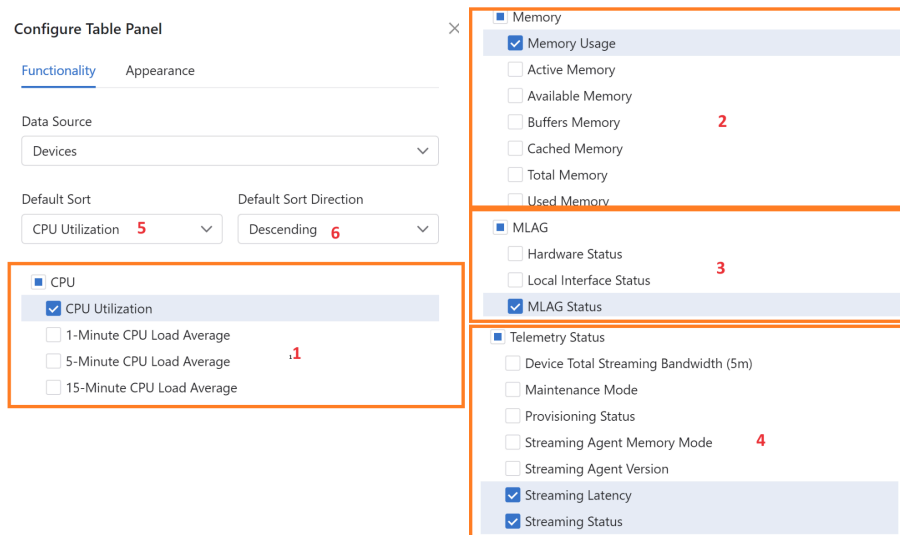 Configure Table Panel
Functionality Appearance
Data Source
Devices
Default Sort Default Sort Direction
CPU Utilization 5 Descending 6
CPU
CPU Utilization
1-Minute CPU Load Average
5-Minute CPU Load Average 1
15-Minute CPU Load Average
Memory
Memory Usage
Active Memory
Available Memory
Buffers Memory 2
Cached Memory
Total Memory
Used Memory
MLAG
Hardware Status
Local Interface Status 3
MLAG Status
Telemetry Status
Device Total Streaming Bandwidth (5m)
Maintenance Mode
Provisioning Status
Streaming Agent Memory Mode 4
Streaming Agent Version
Streaming Latency
Streaming Status